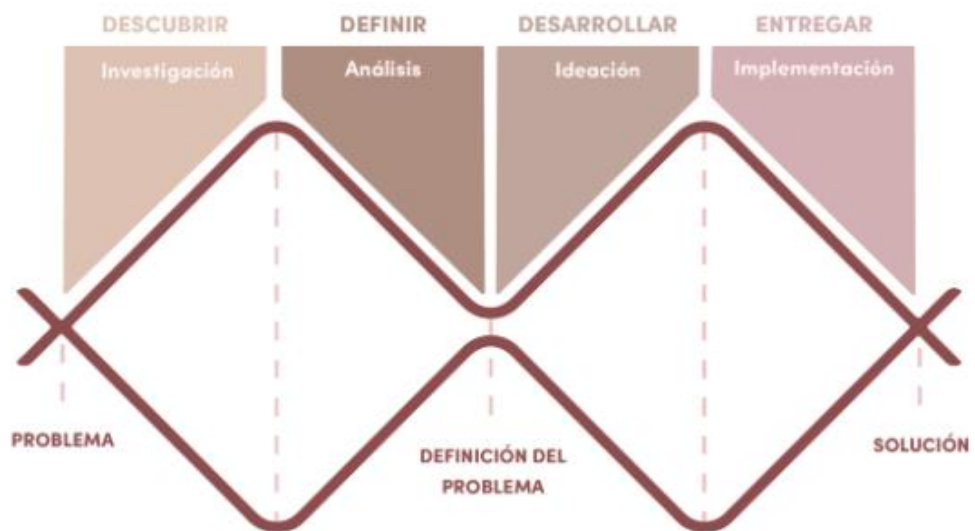 DESCUBRIR
DEFINIR
DESARROLLAR
ENTREGAR
Investigación
Análisis
Ideación
Implementación
PROBLEMA
DEFINICIÓN DEL
PROBLEMA
SOLUCIÓN